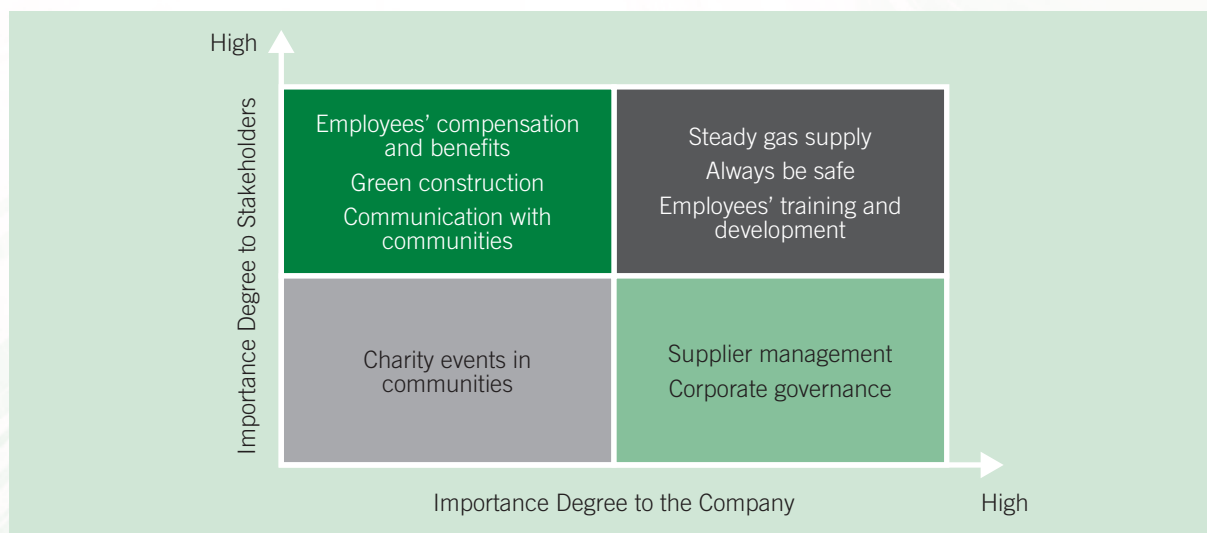 High
Importance Degree to Stakeholders
Employees’ compensation
and benefits
Green construction
Communication with
communities
Steady gas supply
Always be safe
Employees’ training and
development
Charity events in
communities
Supplier management
Corporate governance
Importance Degree to the Company
High